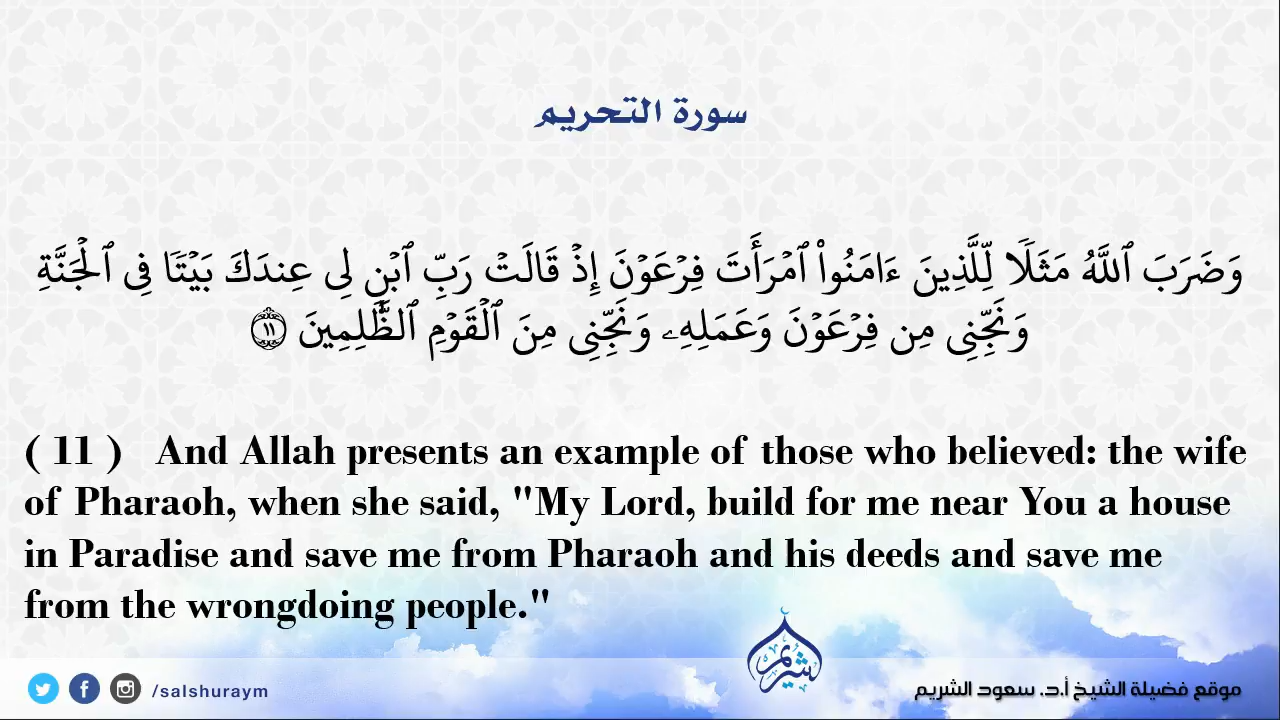 سورة التحريم
وَضَرَبَ ٱللَّهُ مَثَلًا لِّلَّذِينَ ءَامَنُوا۟ ٱمْرَأَتَ فِرْعَوْنَ إِذْ قَالَتْ رَبِّ ٱبْنِ لِى عِندَكَ بَيْتًا فِى ٱلْجَنَّةِ
وَنَجِّنِى مِن فِرْعَوْنَ وَعَمَلِهِۦ وَنَجِّنِى مِنَ ٱلْقَوْمِ ٱلظَّٰلِمِينَ ١١
( 11 ) And Allah presents an example of those who believed: the wife
of Pharaoh, when she said, "My Lord, build for me near You a house
in Paradise and save me from Pharaoh and his deeds and save me
from the wrongdoing people."
شريم
/salshuraym
موقع فضيلة الشيخ أ.د. سعود الشريم